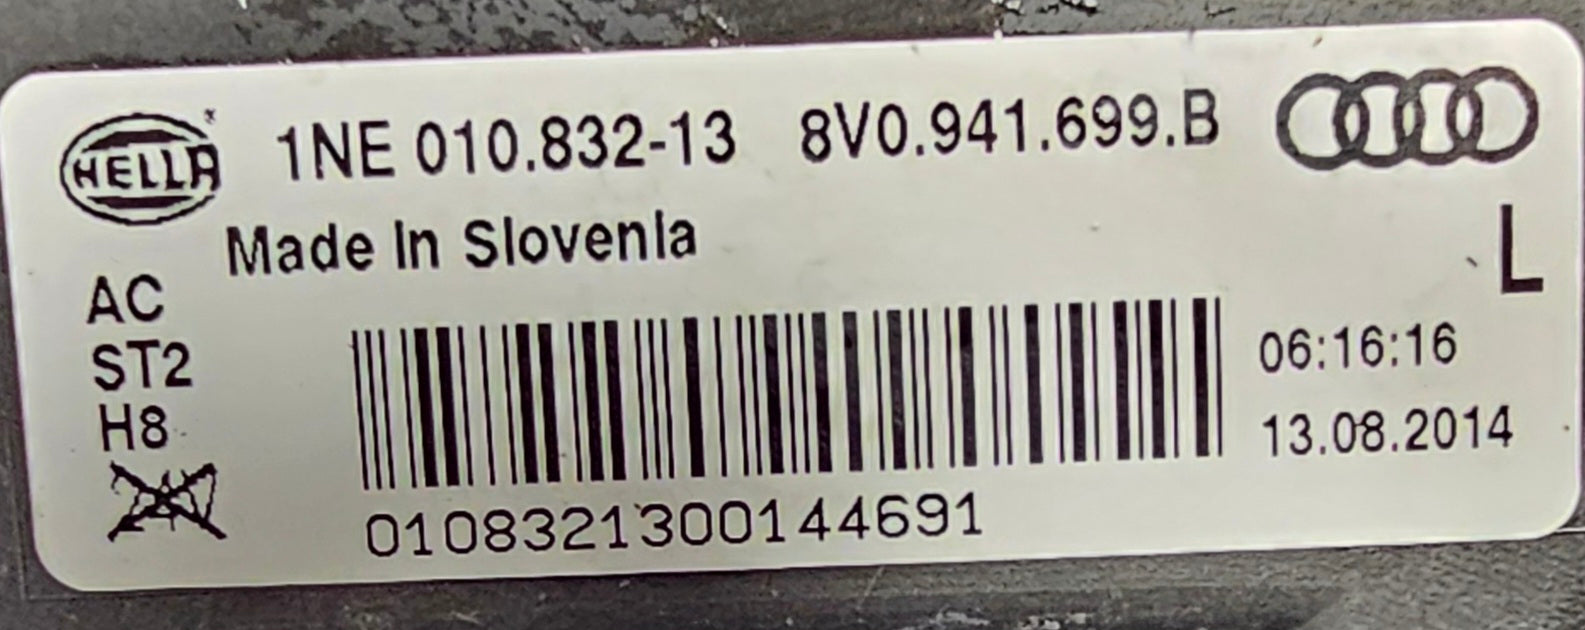 HELLA 1NE 010.832-13 8V0.941.699.B
Made In Slovenia
L
AC
ST2
H8
06:16:16
13.08.2014
0108321300144691